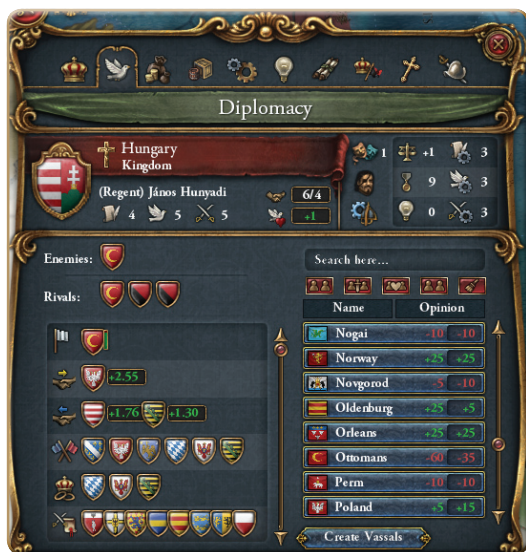 Diplomacy
Hungary
Kingdom
(Regent) János Hunyadi
4 5 5
6/4
+1
1 +1 3
9 3
0 3
Enemies:
Rivals:
+2.55
+1.76 +1.30
Search here...
Name Opinion
Nogai -10 -10
Norway +25 +25
Novgorod -5 -10
Oldenburg +25 +5
Orleans +25 +25
Ottomans -60 -35
Perm -10 -10
Poland +5 +15
Create Vassals